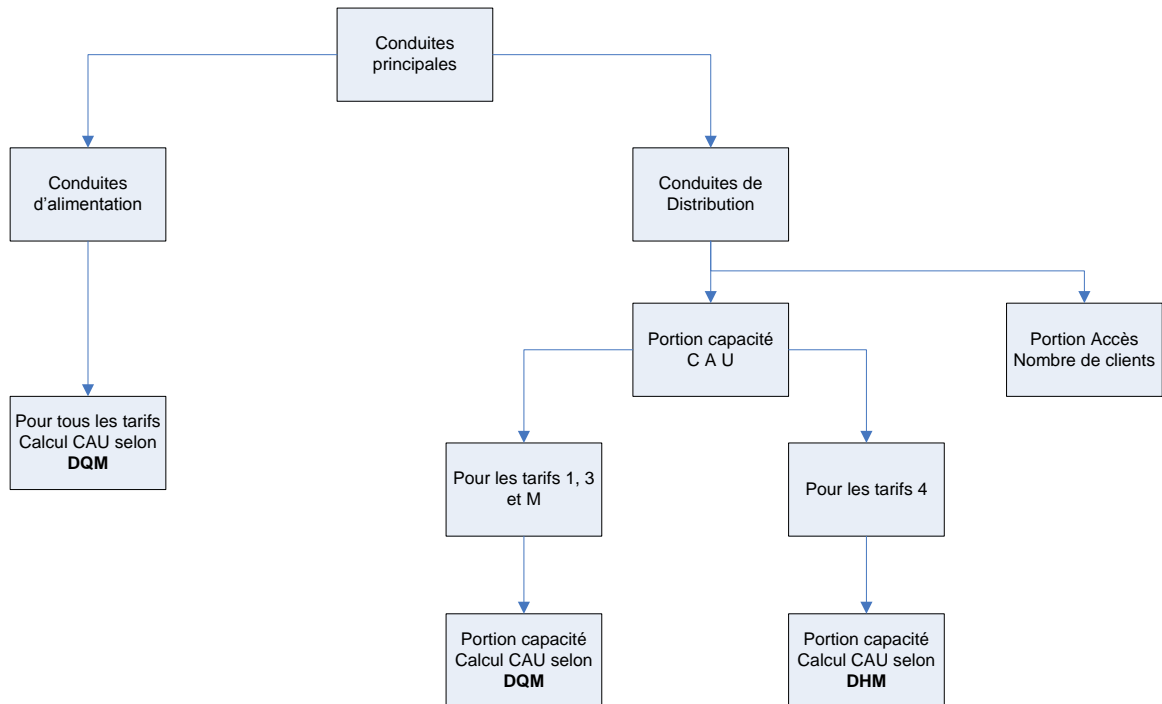 Conduites
principales
Conduites
d'alimentation
Conduites de
Distribution
Portion capacité
C A U
Portion Accès
Nombre de clients
Pour tous les tarifs
Calcul CAU selon
DQM
Pour les tarifs 1, 3
et M
Pour les tarifs 4
Portion capacité
Calcul CAU selon
DQM
Portion capacité
Calcul CAU selon
DHM